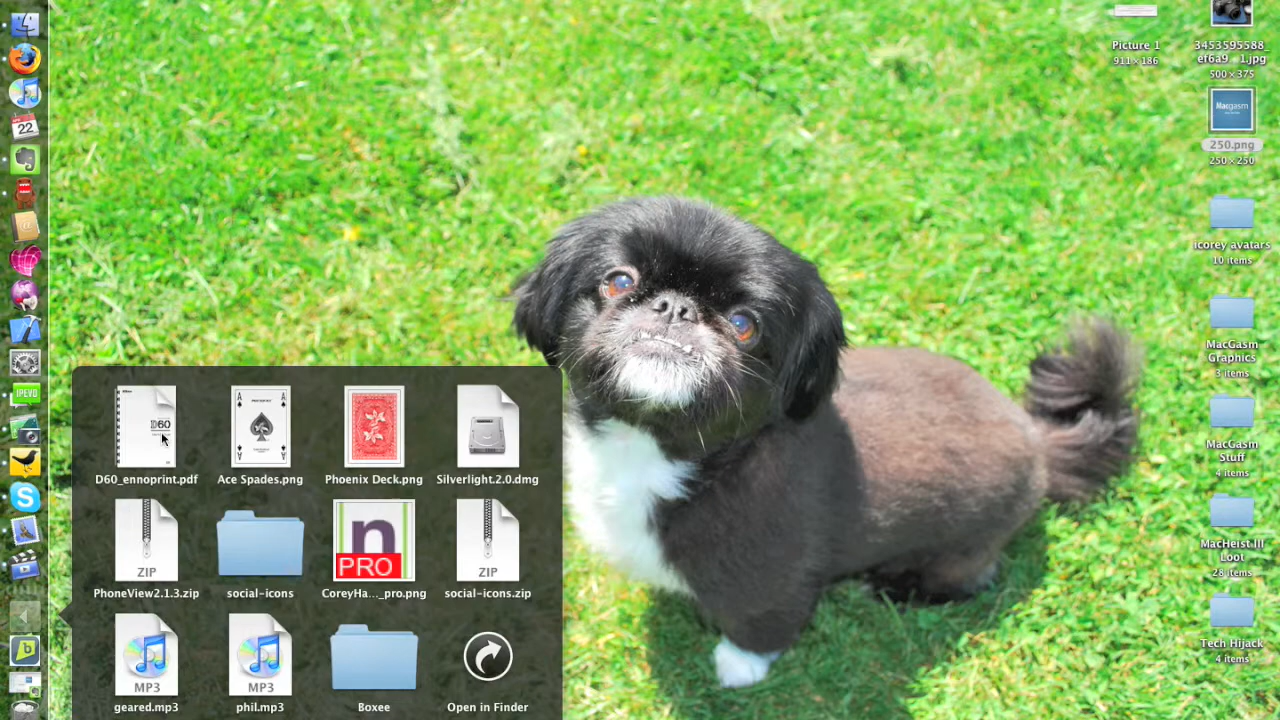 Picture 1
911×186
3453595588_
ef6a9...1.jpg
500×375
Macgasm
250.png
250×250
icorey avatars
10 items
MacGasm
Graphics
3 items
MacGasm
Stuff
4 items
MacHeist III
Loot
28 items
Tech Hijack
4 items
22
IPEVO
S
D60
A
A
D60_ennoprint.pdf
Ace Spades.png
Phoenix Deck.png
Silverlight.2.0.dmg
ZIP
n
PRO
ZIP
PhoneView2.1.3.zip
social-icons
CoreyHa..._pro.png
social-icons.zip
MP3
MP3
geared.mp3
phil.mp3
Boxee
Open in Finder